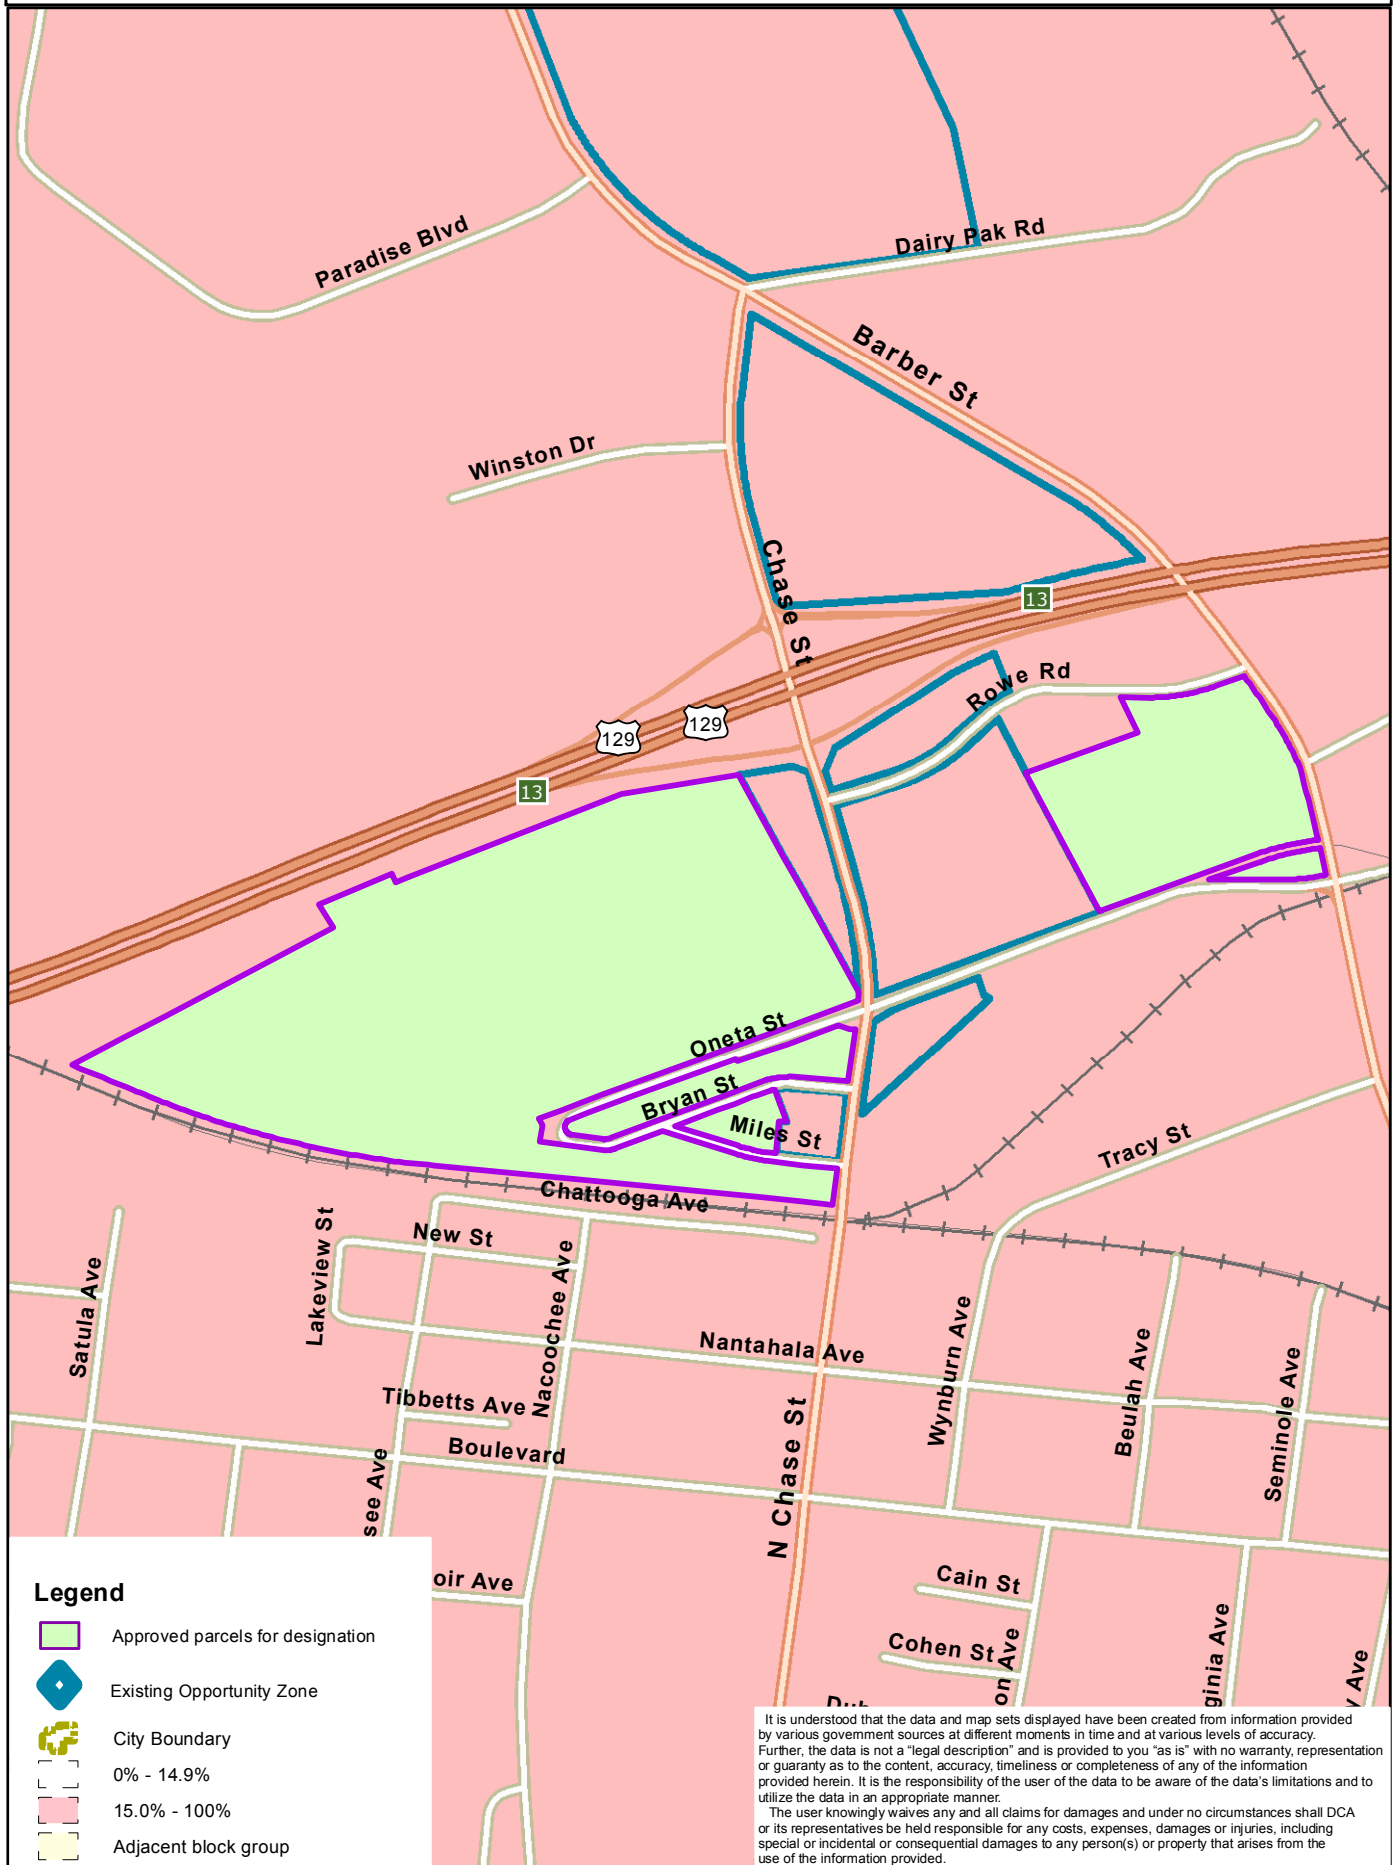 Paradise Blvd
Dairy Pak Rd
Barber St
Winston Dr
Chase St
13
Rowe Rd
129
129
13
Oneta St
Bryan St
Miles St
Tracy St
Chattooga Ave
New St
Lakeview St
Satula Ave
Nacoochee Ave
Nantahala Ave
Wynburn Ave
Beulah Ave
Seminole Ave
Tibbetts Ave
Boulevard
see Ave
N Chase St
oir Ave
Cain St
Cohen St
on Ave
ginia Ave
y Ave
Legend
Approved parcels for designation
Existing Opportunity Zone
City Boundary
0% - 14.9%
15.0% - 100%
Adjacent block group
It is understood that the data and map sets displayed have been created from information provided
by various government sources at different moments in time and at various levels of accuracy.
Further, the data is not a “legal description” and is provided to you “as is” with no warranty, representation
or guaranty as to the content, accuracy, timeliness or completeness of any of the information
provided herein. It is the responsibility of the user of the data to be aware of the data’s limitations and to
utilize the data in an appropriate manner.
The user knowingly waives any and all claims for damages and under no circumstances shall DCA
or its representatives be held responsible for any costs, expenses, damages or injuries, including
special or incidental or consequential damages to any person(s) or property that arises from the
use of the information provided.